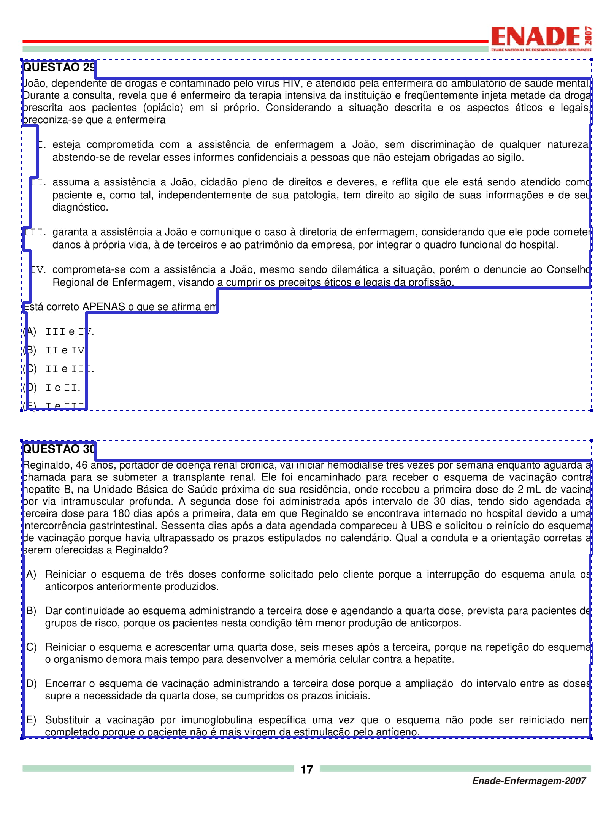 ENADE 2007
EXAME NACIONAL DE DESEMPENHO DOS ESTUDANTES
QUESTÃO 29
João, dependente de drogas e contaminado pelo vírus HIV, é atendido pela enfermeira do ambulatório de saúde mental.
Durante a consulta, revela que é enfermeiro da terapia intensiva da instituição e freqüentemente injeta metade da droga
prescrita aos pacientes (opiácio) em si próprio. Considerando a situação descrita e os aspectos éticos e legais,
preconiza-se que a enfermeira
I. esteja comprometida com a assistência de enfermagem a João, sem discriminação de qualquer natureza,
abstendo-se de revelar esses informes confidenciais a pessoas que não estejam obrigadas ao sigilo.
II. assuma a assistência a João, cidadão pleno de direitos e deveres, e reflita que ele está sendo atendido como
paciente e, como tal, independentemente de sua patologia, tem direito ao sigilo de suas informações e de seu
diagnóstico.
III. garanta a assistência a João e comunique o caso à diretoria de enfermagem, considerando que ele pode cometer
danos à própria vida, à de terceiros e ao patrimônio da empresa, por integrar o quadro funcional do hospital.
IV. comprometa-se com a assistência a João, mesmo sendo dilemática a situação, porém o denuncie ao Conselho
Regional de Enfermagem, visando a cumprir os preceitos éticos e legais da profissão.
Está correto APENAS o que se afirma em
(A) III e IV.
(B) II e IV.
(C) II e III.
(D) I e II.
(E) I e III.
QUESTÃO 30
Reginaldo, 46 anos, portador de doença renal crônica, vai iniciar hemodiálise três vezes por semana enquanto aguarda a
chamada para se submeter a transplante renal. Ele foi encaminhado para receber o esquema de vacinação contra
hepatite B, na Unidade Básica de Saúde próxima de sua residência, onde recebeu a primeira dose de 2 mL de vacina
por via intramuscular profunda. A segunda dose foi administrada após intervalo de 30 dias, tendo sido agendada a
terceira dose para 180 dias após a primeira, data em que Reginaldo se encontrava internado no hospital devido a uma
intercorrência gastrintestinal. Sessenta dias após a data agendada compareceu à UBS e solicitou o reinício do esquema
de vacinação porque havia ultrapassado os prazos estipulados no calendário. Qual a conduta e a orientação corretas a
serem oferecidas a Reginaldo?
A) Reiniciar o esquema de três doses conforme solicitado pelo cliente porque a interrupção do esquema anula os
anticorpos anteriormente produzidos.
B) Dar continuidade ao esquema administrando a terceira dose e agendando a quarta dose, prevista para pacientes de
grupos de risco, porque os pacientes nesta condição têm menor produção de anticorpos.
C) Reiniciar o esquema e acrescentar uma quarta dose, seis meses após a terceira, porque na repetição do esquema
o organismo demora mais tempo para desenvolver a memória celular contra a hepatite.
D) Encerrar o esquema de vacinação administrando a terceira dose porque a ampliação do intervalo entre as doses
supre a necessidade da quarta dose, se cumpridos os prazos iniciais.
E) Substituir a vacinação por imunoglobulina específica uma vez que o esquema não pode ser reiniciado nem
completado porque o paciente não é mais virgem da estimulação pelo antígeno.
17
Enade-Enfermagem-2007